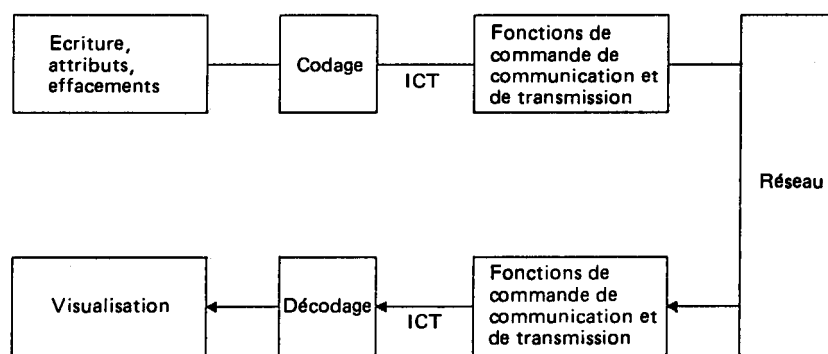 Ecriture,
attributs,
effacements
Codage
ICT
Fonctions de
commande de
communication et
de transmission
Réseau
Visualisation
Décodage
ICT
Fonctions de
commande de
communication et
de transmission